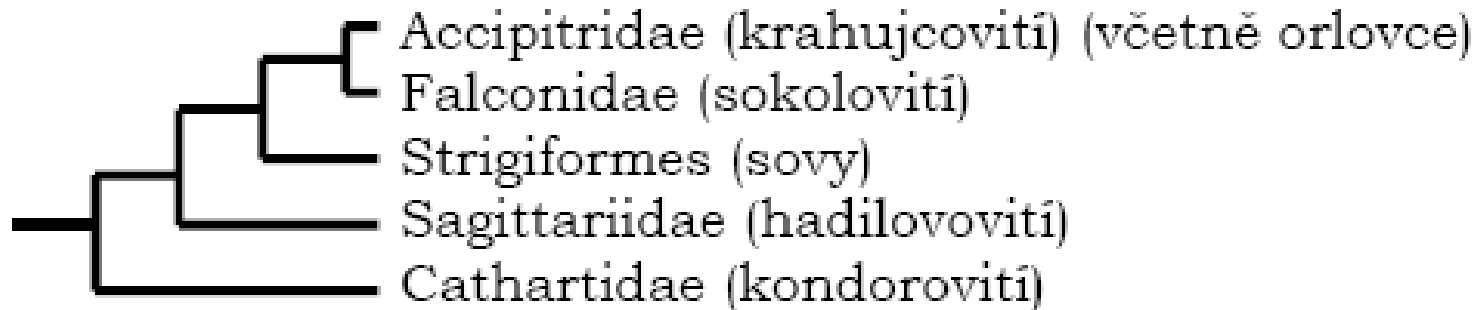 Accipitridae (krahujcovití) (včetně orlovce)
Falconidae (sokolovití)
Strigiformes (sovy)
Sagittariidae (hadilovovití)
Cathartidae (kondorovití)